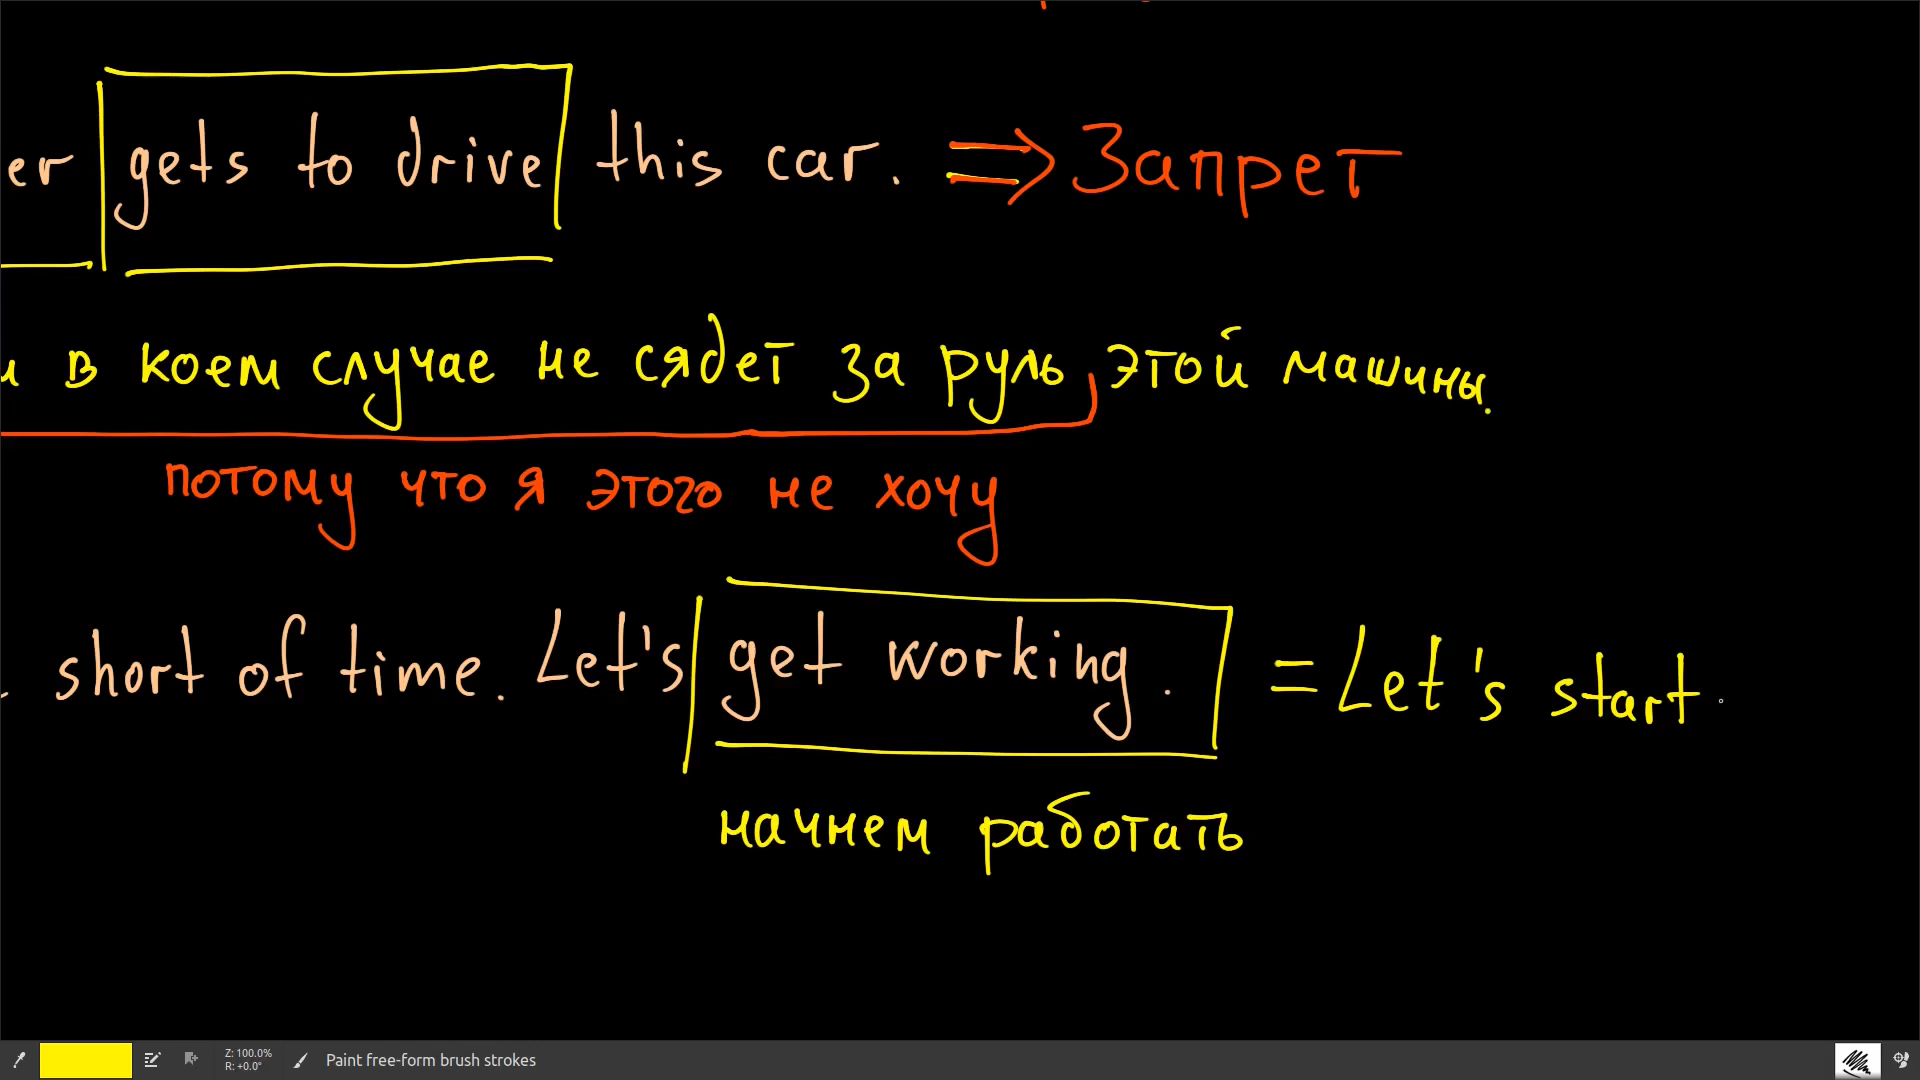 er gets to drive this car. ⇒ Запрет
и в коем случае не сядет за руль этой машины.
потому что я этого не хочу
short of time. Let's get working. = Let's start
начнем работать
Z: 100.0%
R: +0.0°
Paint free-form brush strokes